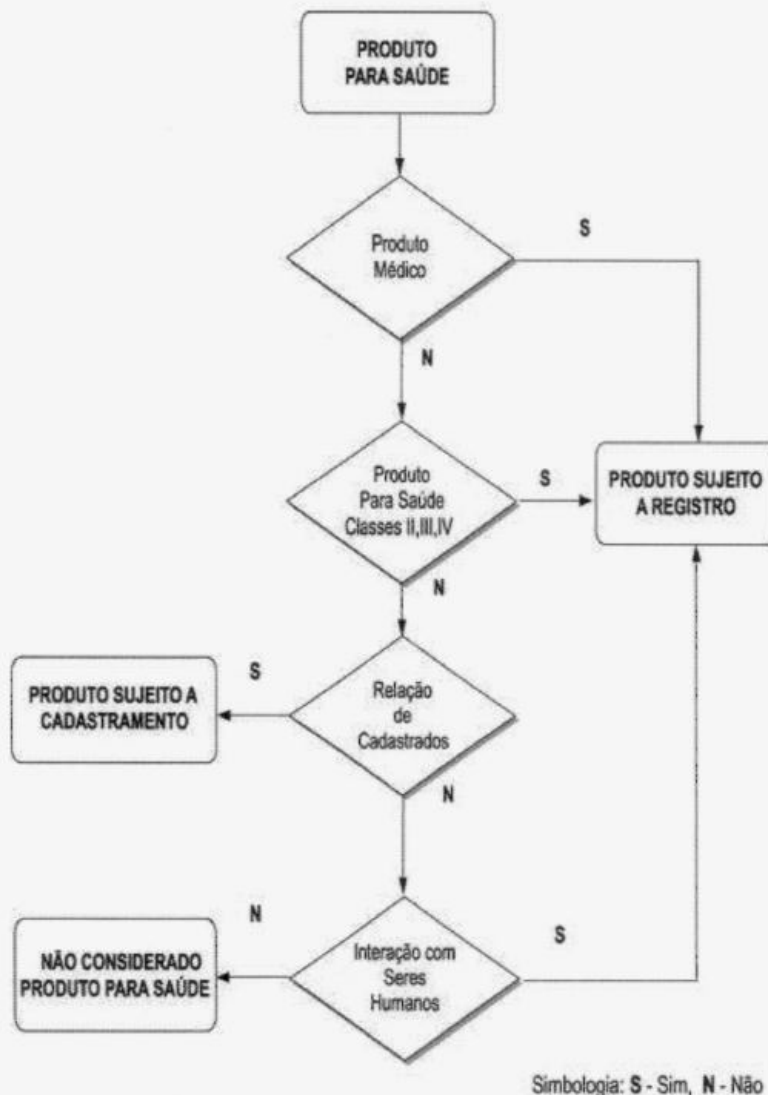 PRODUTO
PARA SAÚDE
Produto
Médico
S
N
Produto
Para Saúde
Classes II,III,IV
S
PRODUTO SUJEITO
A REGISTRO
N
PRODUTO SUJEITO A
CADASTRAMENTO
S
Relação
de
Cadastrados
N
NÃO CONSIDERADO
PRODUTO PARA SAÚDE
N
Interação com
Seres
Humanos
S
Simbologia: S - Sim, N - Não